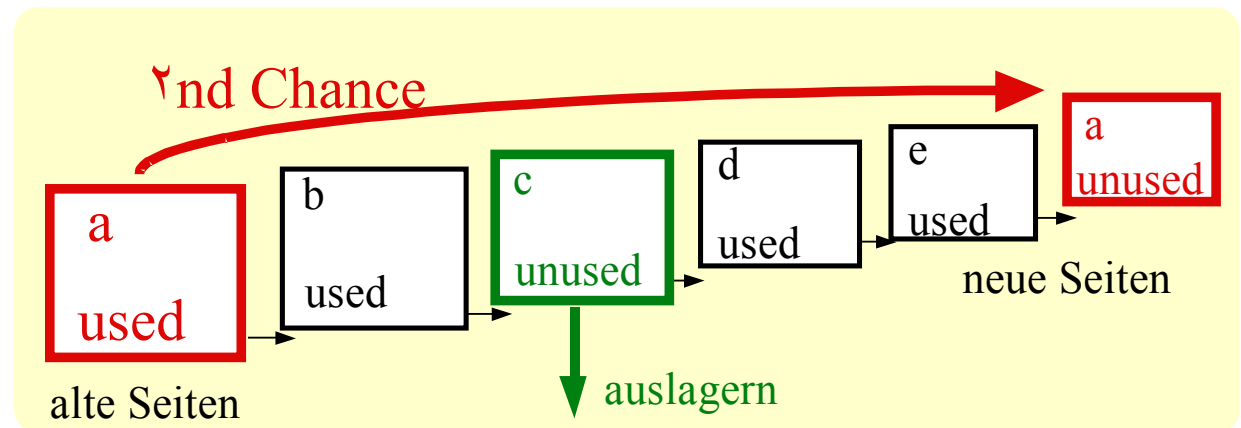 ٢nd Chance
a
used
b
used
c
unused
d
used
e
used
a
unused
alte Seiten
neue Seiten
auslagern